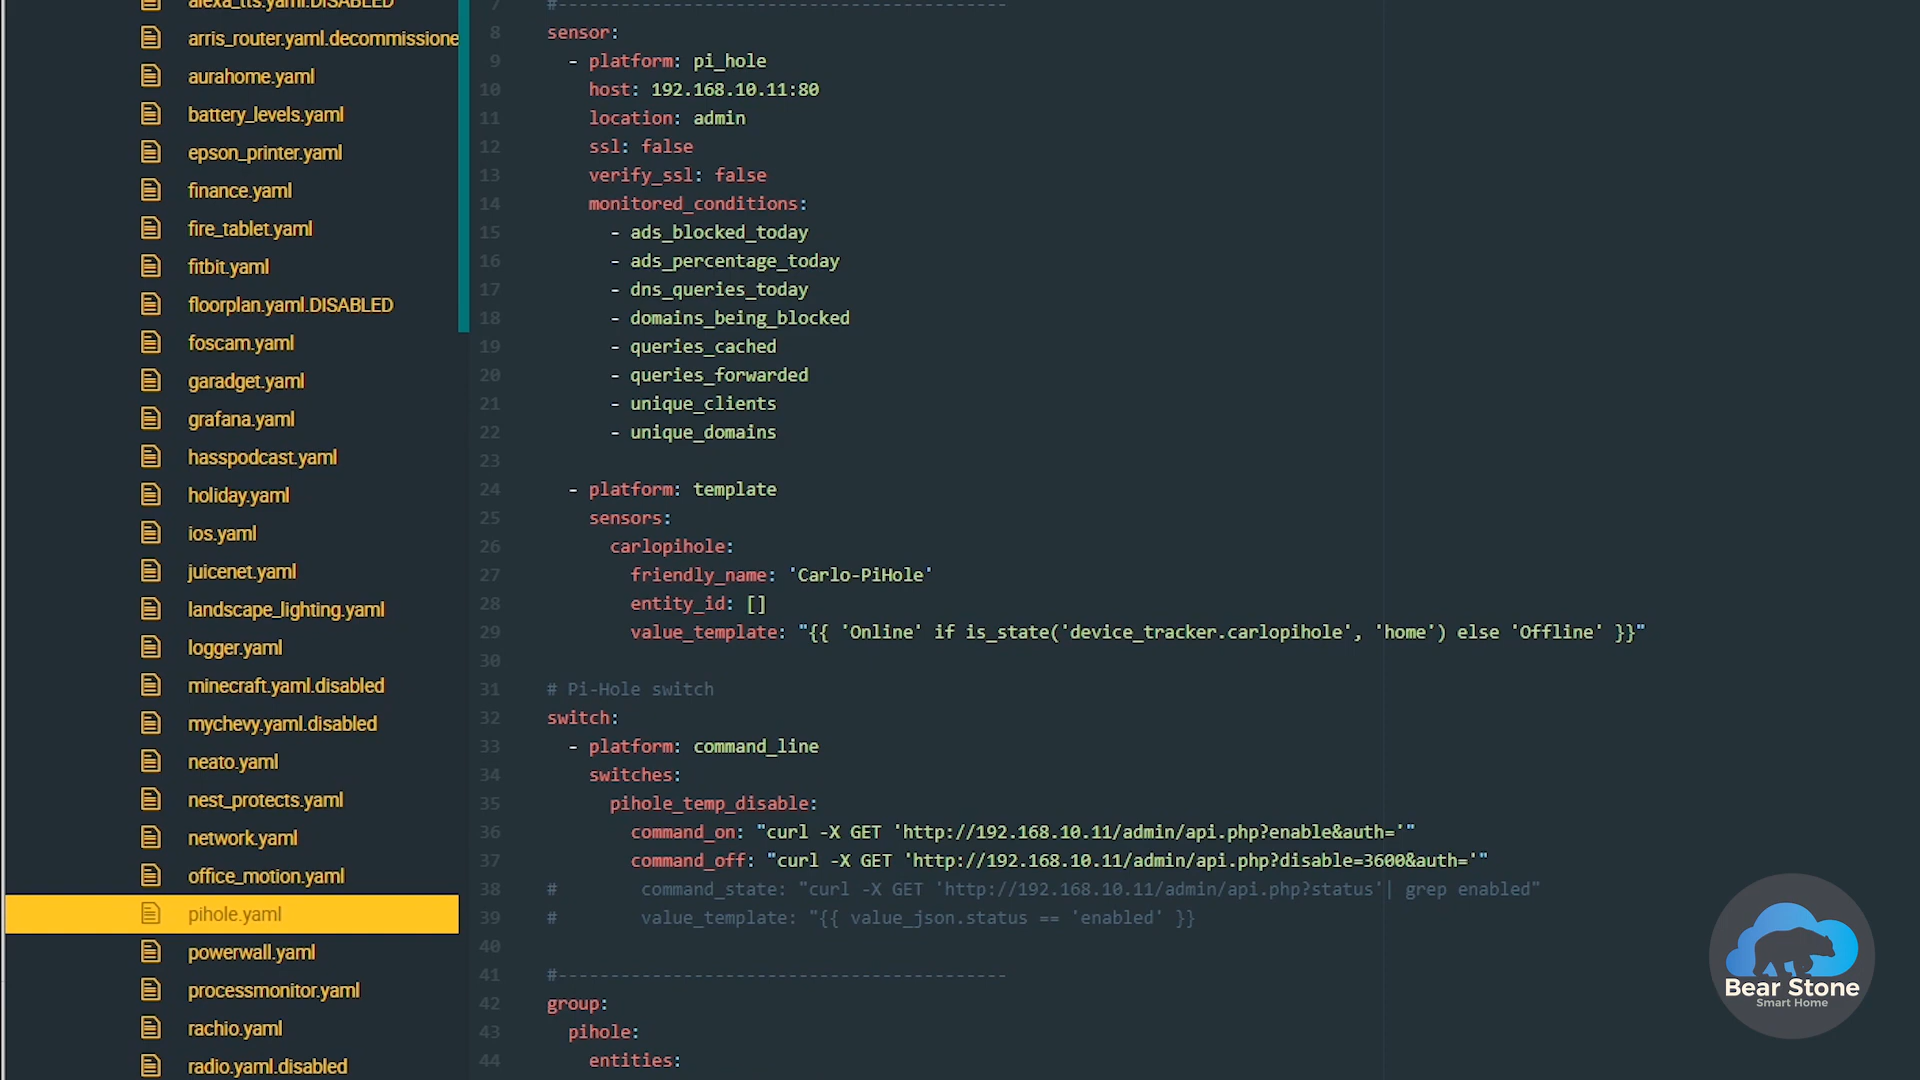 alexa_tts.yaml.DISABLED
arris_router.yaml.decommissione
aurahome.yaml
battery_levels.yaml
epson_printer.yaml
finance.yaml
fire_tablet.yaml
fitbit.yaml
floorplan.yaml.DISABLED
foscam.yaml
garadget.yaml
grafana.yaml
hasspodcast.yaml
holiday.yaml
ios.yaml
juicenet.yaml
landscape_lighting.yaml
logger.yaml
minecraft.yaml.disabled
mychevy.yaml.disabled
neato.yaml
nest_protects.yaml
network.yaml
office_motion.yaml
pihole.yaml
powerwall.yaml
processmonitor.yaml
rachio.yaml
radio.yaml.disabled
7 #-------------------------------------------
8 sensor:
9 - platform: pi_hole
10 host: 192.168.10.11:80
11 location: admin
12 ssl: false
13 verify_ssl: false
14 monitored_conditions:
15 - ads_blocked_today
16 - ads_percentage_today
17 - dns_queries_today
18 - domains_being_blocked
19 - queries_cached
20 - queries_forwarded
21 - unique_clients
22 - unique_domains
23
24 - platform: template
25 sensors:
26 carlopihole:
27 friendly_name: 'Carlo-PiHole'
28 entity_id: []
29 value_template: "{{ 'Online' if is_state('device_tracker.carlopihole', 'home') else 'Offline' }}"
30
31 # Pi-Hole switch
32 switch:
33 - platform: command_line
34 switches:
35 pihole_temp_disable:
36 command_on: "curl -X GET 'http://192.168.10.11/admin/api.php?enable&auth='"
37 command_off: "curl -X GET 'http://192.168.10.11/admin/api.php?disable=3600&auth='"
38 # command_state: "curl -X GET 'http://192.168.10.11/admin/api.php?status'| grep enabled"
39 # value_template: "{{ value_json.status == 'enabled' }}
40
41 #-------------------------------------------
42 group:
43 pihole:
44 entities:
Bear Stone
Smart Home